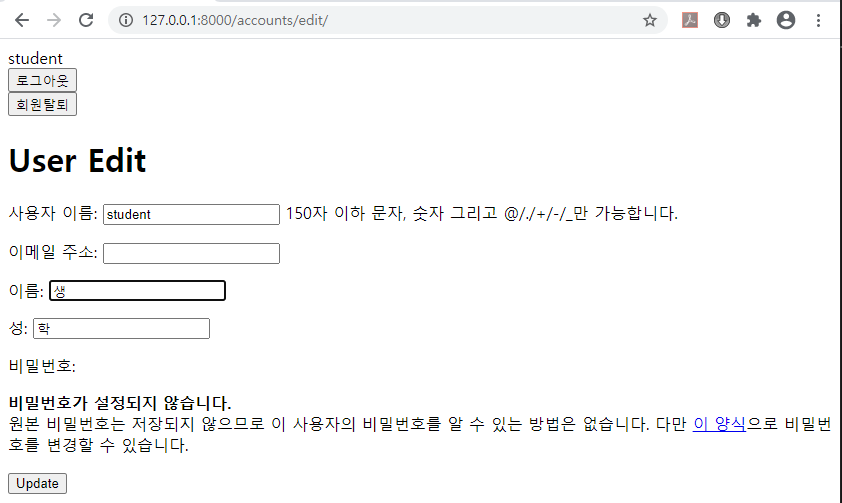 127.0.0.1:8000/accounts/edit/
student
로그아웃
회원탈퇴
User Edit
사용자 이름: student 150자 이하 문자, 숫자 그리고 @/./+/-/_만 가능합니다.
이메일 주소:
이름: 생
성: 학
비밀번호:
비밀번호가 설정되지 않습니다.
원본 비밀번호는 저장되지 않으므로 이 사용자의 비밀번호를 알 수 있는 방법은 없습니다. 다만 이 양식으로 비밀번
호를 변경할 수 있습니다.
Update